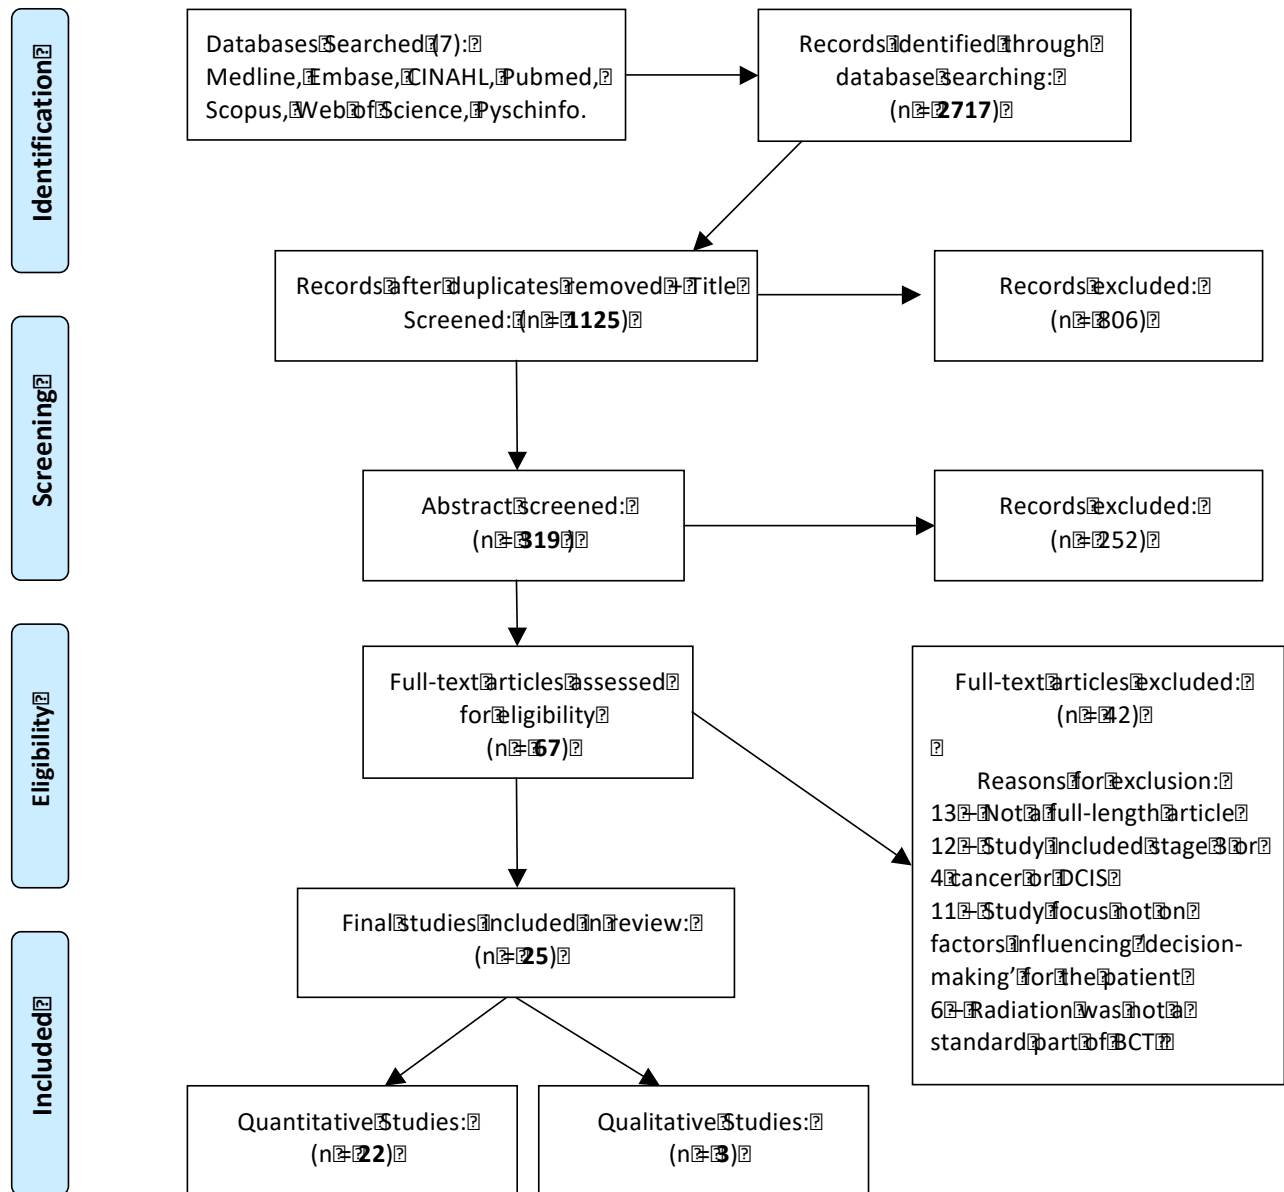 Identification
Databases Searched (7):
Medline, Embase, CINAHL, Pubmed,
Scopus, Web of Science, Pyschinfo.
Records identified through
database searching:
(n = 2717)
Records after duplicates removed + Title
Screened: (n = 1125)
Records excluded:
(n = 806)
Screening
Abstract screened:
(n = 319 )
Records excluded:
(n = 252)
Eligibility
Full-text articles assessed
for eligibility
(n = 67)
Full-text articles excluded:
(n = 42)
Reasons for exclusion:
13 – Not a full-length article
12 – Study included stage 3 or
4 cancer or DCIS
11 – Study focus not on
factors influencing ‘decision-
making’ for the patient
6 – Radiation was not a
standard part of BCT
Included
Final studies included in review:
(n = 25)
Quantitative Studies:
(n = 22)
Qualitative Studies:
(n = 3)